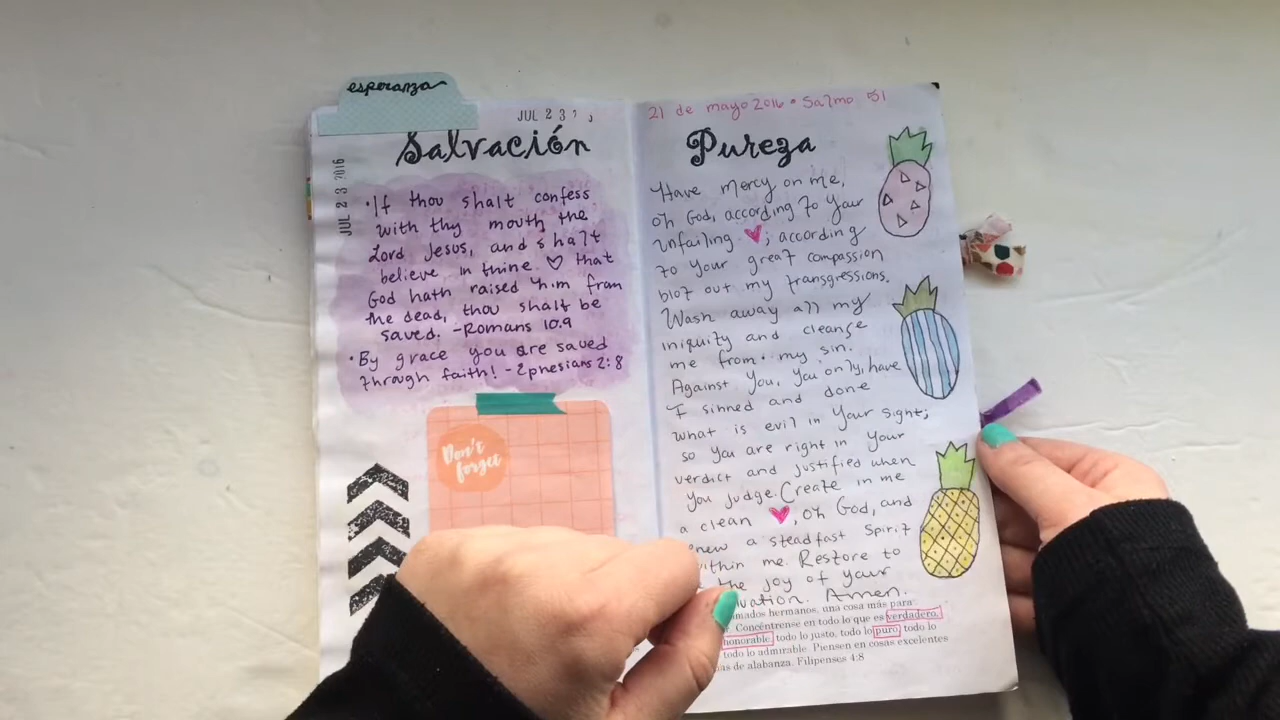 esperanza
JUL 2 3
Salvación
JUL 2 3 2016
• If thou shalt confess
with thy mouth the
Lord Jesus, and shalt
believe in thine ♡ that
God hath raised him from
the dead, thou shalt be
saved. -Romans 10.9
• By grace you are saved
through faith! - Ephesians 2:8
Don't
forget
21 de mayo 2016 • Salmo 51
Pureza
Have mercy on me,
oh God, according to your
unfailing ♥; according
to your great compassion
blot out my transgressions.
Wash away all my
iniquity and cleanse
me from my sin.
Against you, you only, have
I sinned and done
what is evil in your sight;
so you are right in your
verdict and justified when
you judge. Create in me
a clean ♥, oh God, and
new a steadfast spirit
within me. Restore to
the joy of your
vation. Amen.
amados hermanos, una cosa más para
Concéntrense en todo lo que es verdadero,
honorable, todo lo justo, todo lo puro, todo lo
todo lo admirable. Piensen en cosas excelentes
as de alabanza. Filipenses 4:8